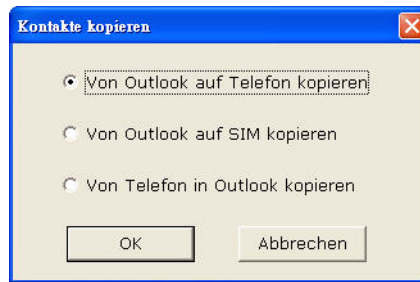 Kontakte kopieren
Von Outlook auf Telefon kopieren
Von Outlook auf SIM kopieren
Von Telefon in Outlook kopieren
OK Abbrechen